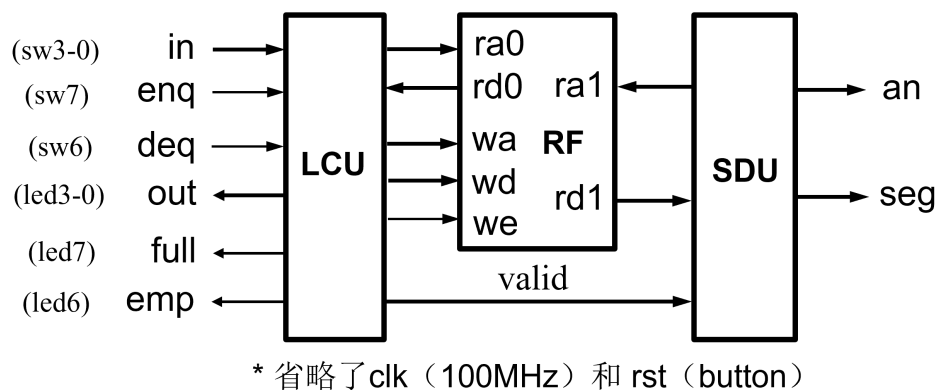 (sw3-0) in ra0
(sw7) enq rd0 ra1
(sw6) deq wa RF
LCU SDU
(led3-0) out wd rd1 seg
an
we
(led7) full
valid
(led6) emp
* 省略了clk（100MHz）和 rst（button）